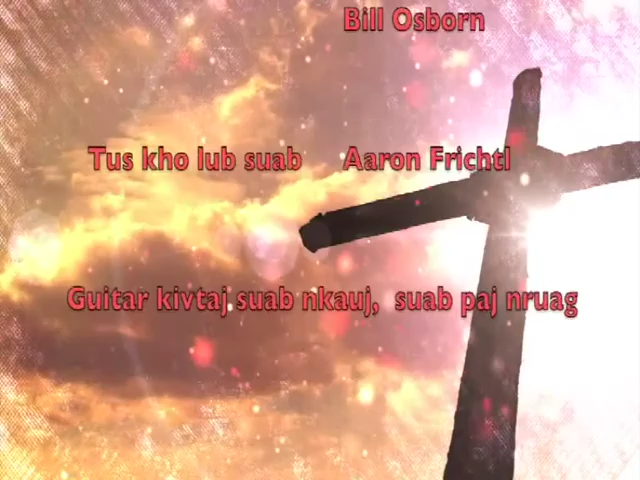 Bill Osborn
Tus kho lub suab Aaron Frichtl
Guitar kivtaj suab nkauj, suab paj nruag